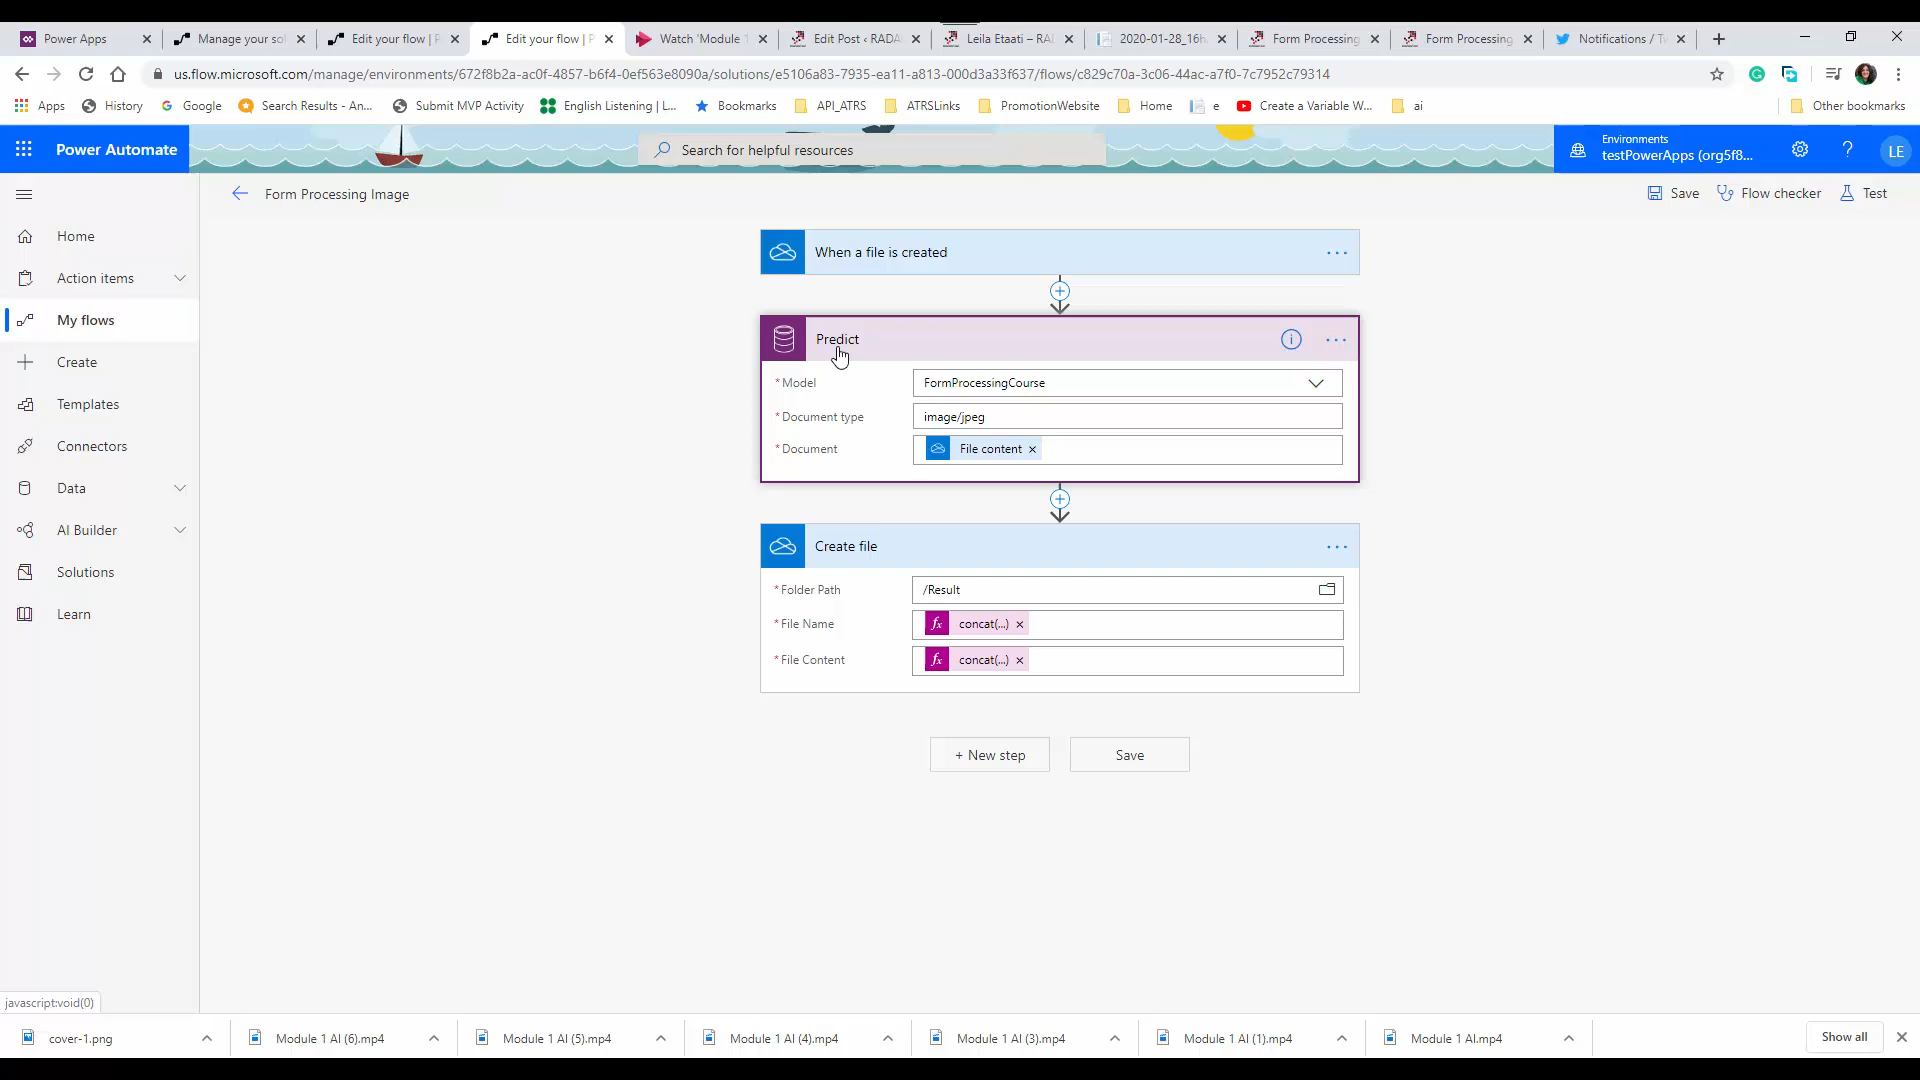 Power Apps
Manage your so
Edit your flow | P
Edit your flow | P
Watch 'Module 1
Edit Post ‹ RADA
Leila Etaati – RA
2020-01-28_16h
Form Processing
Form Processing
Notifications / Tw
us.flow.microsoft.com/manage/environments/672f8b2a-ac0f-4857-b6f4-0ef563e8090a/solutions/e5106a83-7935-ea11-a813-000d3a33f637/flows/c829c70a-3c06-44ac-a7f0-7c7952c79314
Apps
History
Google
Search Results - An...
Submit MVP Activity
English Listening | L...
Bookmarks
API_ATRS
ATRSLinks
PromotionWebsite
Home
e
Create a Variable W...
ai
Other bookmarks
Power Automate
Search for helpful resources
Environments
testPowerApps (org5f8...
LE
Form Processing Image
Save
Flow checker
Test
Home
Action items
My flows
Create
Templates
Connectors
Data
AI Builder
Solutions
Learn
When a file is created
Predict
* Model
FormProcessingCourse
* Document type
image/jpeg
* Document
File content ×
Create file
* Folder Path
/Result
* File Name
fx concat(...) ×
* File Content
fx concat(...) ×
+ New step
Save
javascript:void(0)
cover-1.png
Module 1 AI (6).mp4
Module 1 AI (5).mp4
Module 1 AI (4).mp4
Module 1 AI (3).mp4
Module 1 AI (1).mp4
Module 1 AI.mp4
Show all